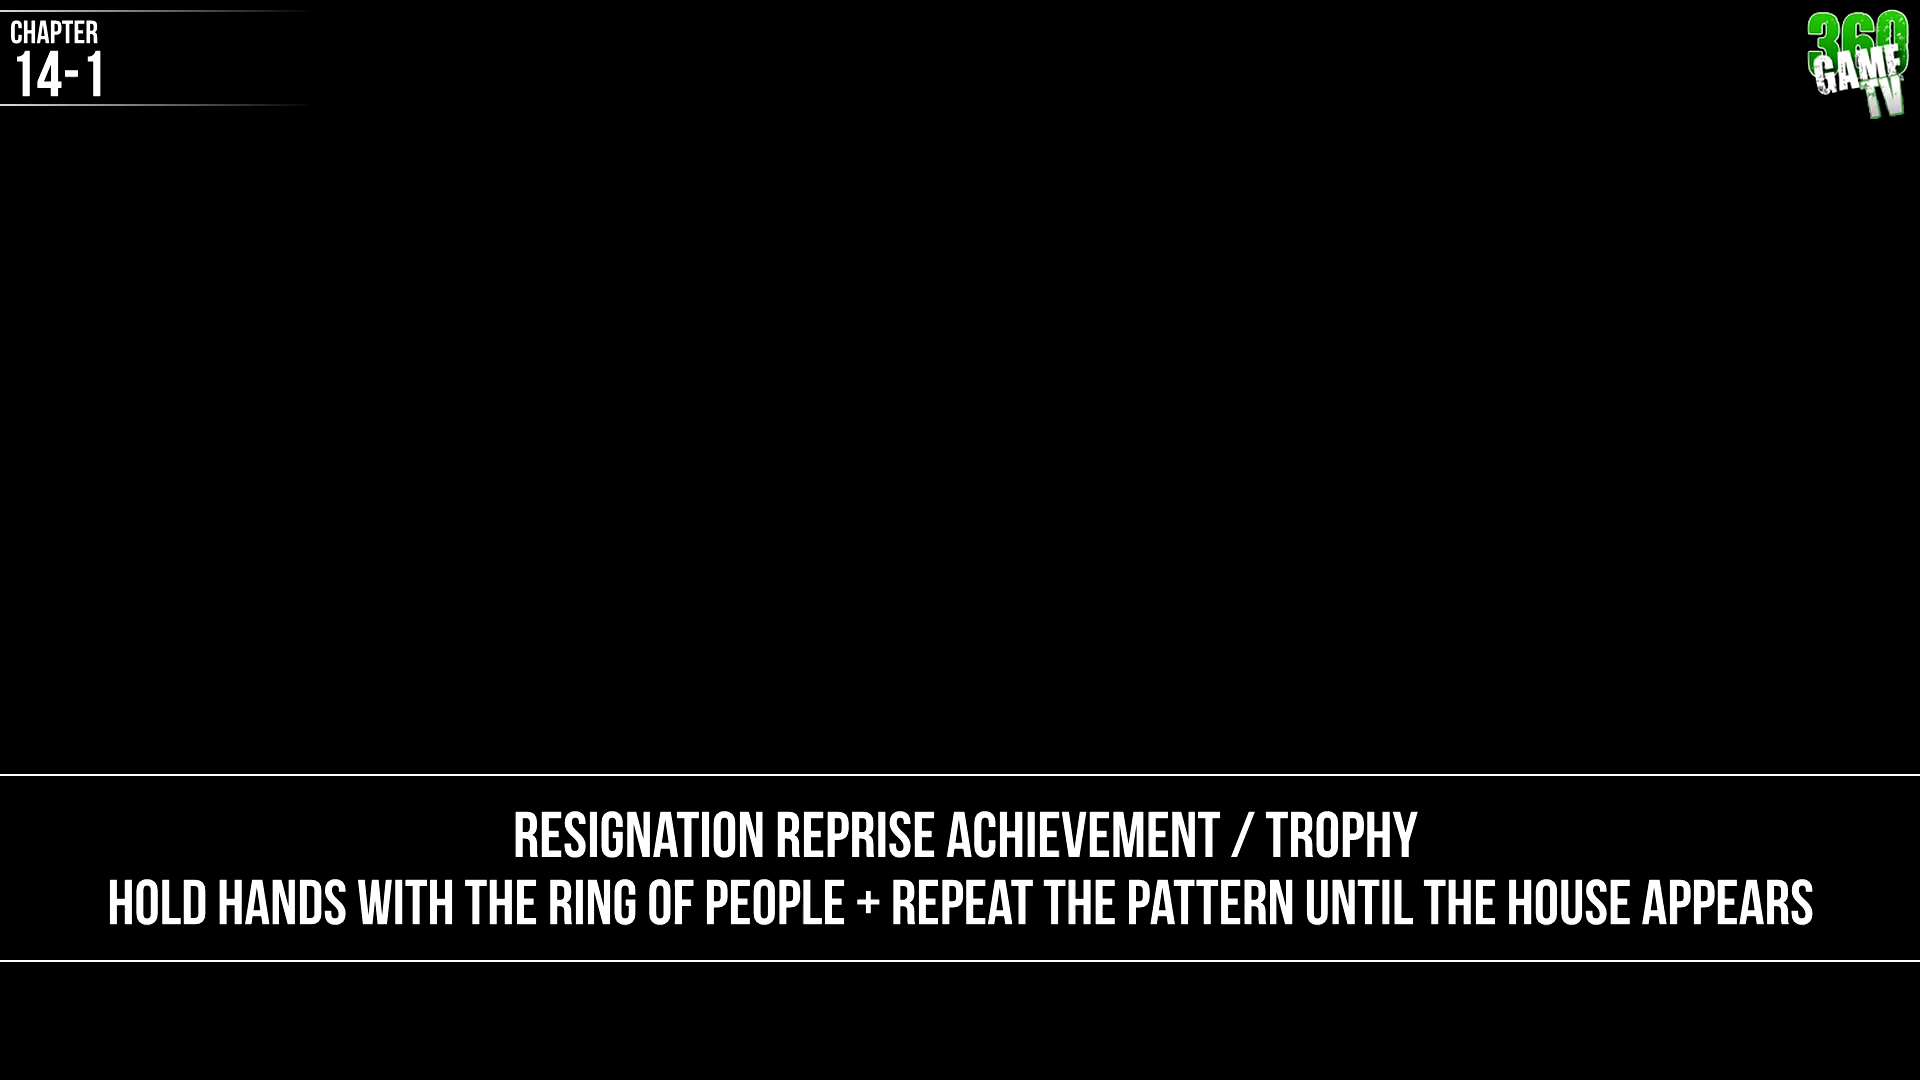 CHAPTER
14-1
360
GAME
TV
RESIGNATION REPRISE ACHIEVEMENT / TROPHY
HOLD HANDS WITH THE RING OF PEOPLE + REPEAT THE PATTERN UNTIL THE HOUSE APPEARS